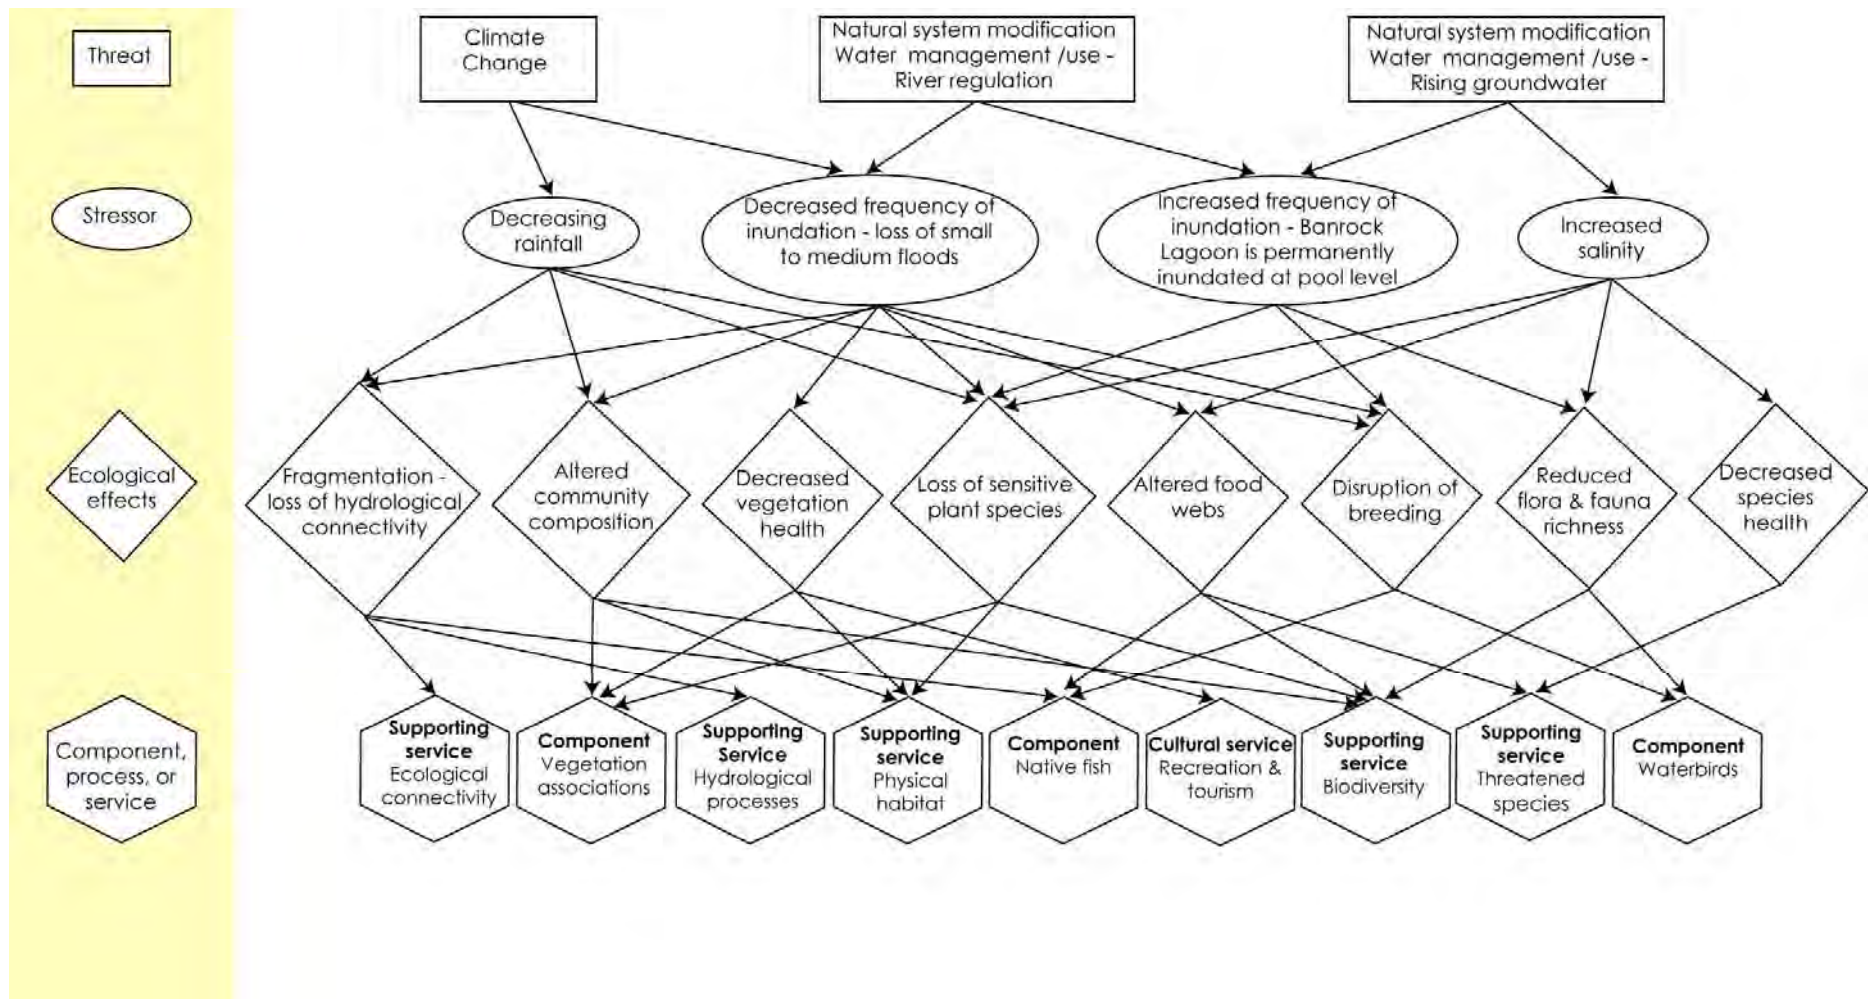 Threat
Climate
Change
Natural system modification
Water management /use -
River regulation
Natural system modification
Water management /use -
Rising groundwater
Stressor
Decreasing
rainfall
Decreased frequency of
inundation - loss of small
to medium floods
Increased frequency of
inundation - Banrock
Lagoon is permanently
inundated at pool level
Increased
salinity
Ecological
effects
Fragmentation -
loss of hydrological
connectivity
Altered
community
composition
Decreased
vegetation
health
Loss of sensitive
plant species
Altered food
webs
Disruption of
breeding
Reduced
flora & fauna
richness
Decreased
species
health
Component,
process, or
service
Supporting
service
Ecological
connectivity
Component
Vegetation
associations
Supporting
Service
Hydrological
processes
Supporting
service
Physical
habitat
Component
Native fish
Cultural service
Recreation &
tourism
Supporting
service
Biodiversity
Supporting
service
Threatened
species
Component
Waterbirds